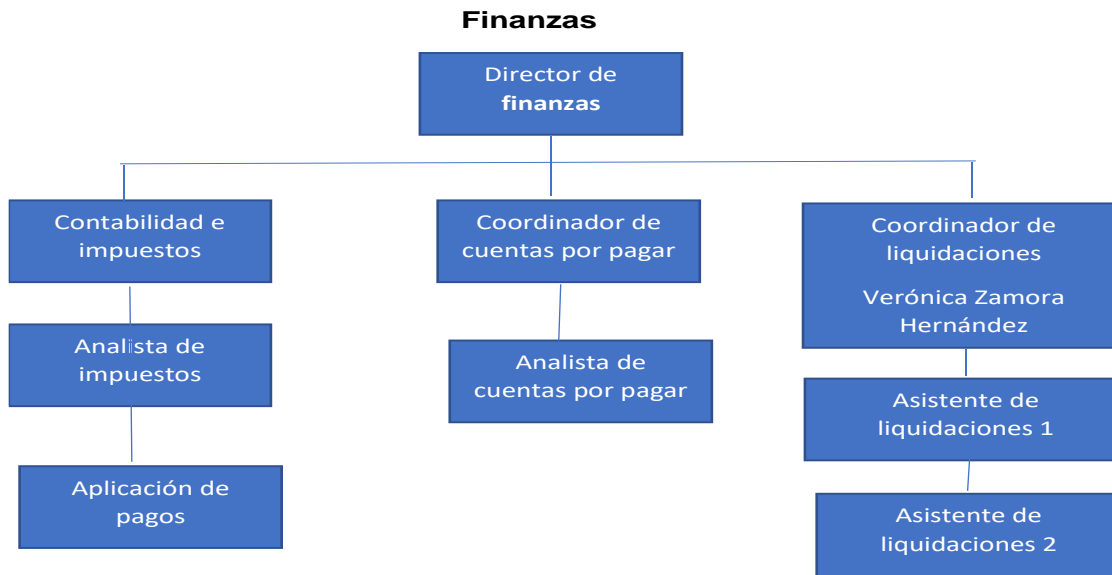 Finanzas
Director de
finanzas
Contabilidad e
impuestos
Analista de
impuestos
Aplicación de
pagos
Coordinador de
cuentas por pagar
Analista de
cuentas por pagar
Coordinador de
liquidaciones
Verónica Zamora
Hernández
Asistente de
liquidaciones 1
Asistente de
liquidaciones 2